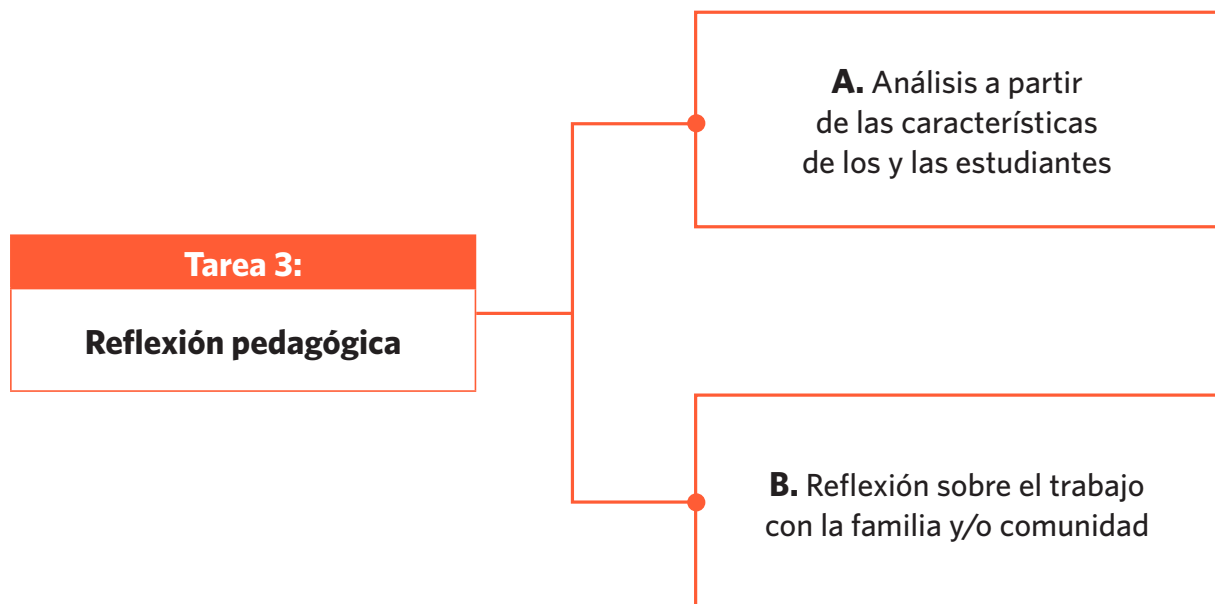 A. Análisis a partir
de las características
de los y las estudiantes
Tarea 3:
Reflexión pedagógica
B. Reflexión sobre el trabajo
con la familia y/o comunidad